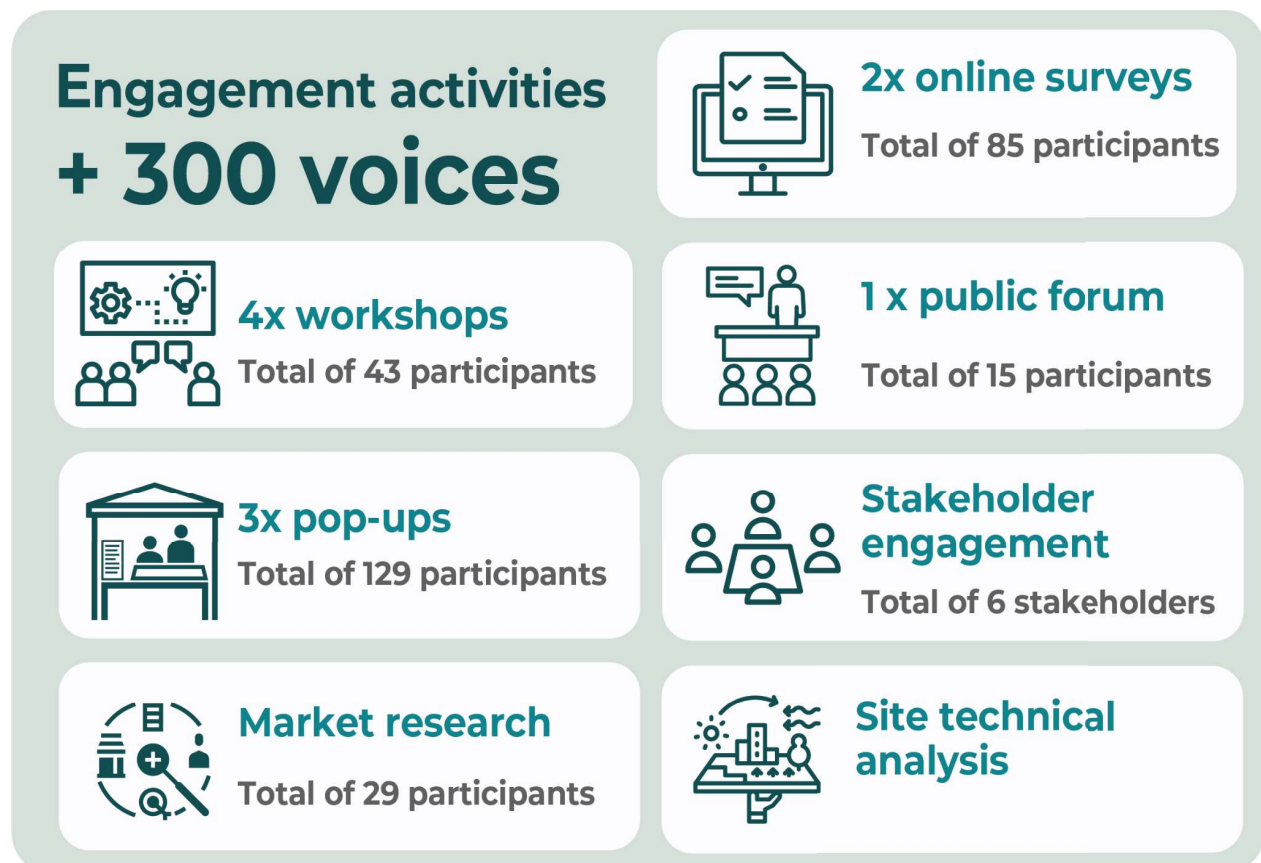 Engagement activities
+ 300 voices
2x online surveys
Total of 85 participants
4x workshops
Total of 43 participants
1 x public forum
Total of 15 participants
3x pop-ups
Total of 129 participants
Stakeholder
engagement
Total of 6 stakeholders
Market research
Total of 29 participants
Site technical
analysis